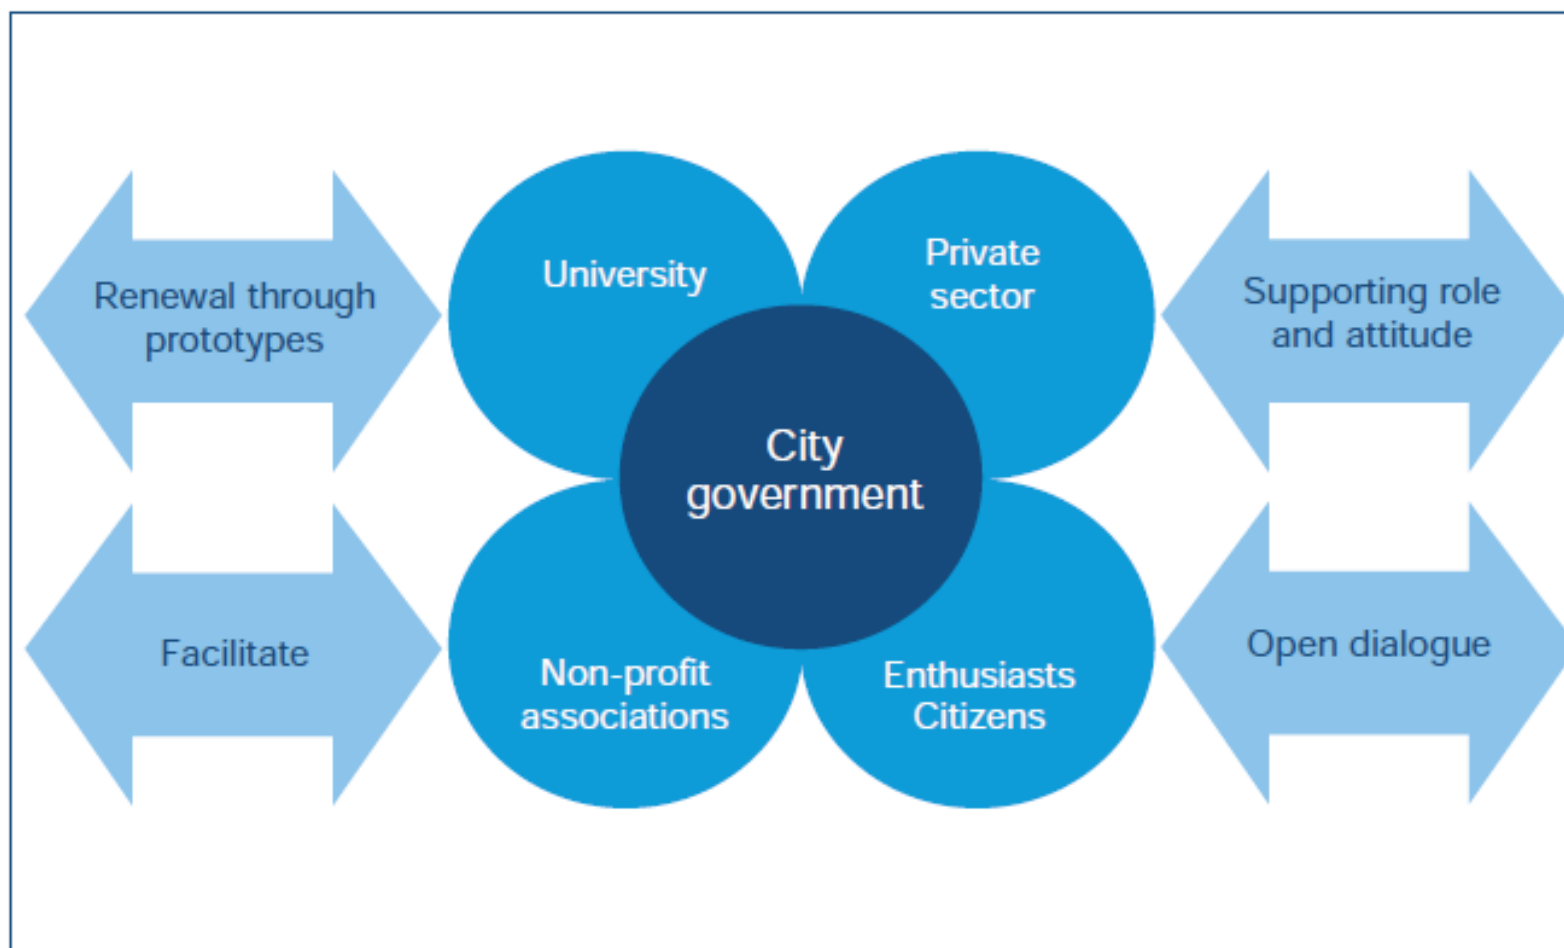 University
Private
sector
Renewal through
prototypes
Supporting role
and attitude
City
government
Facilitate
Non-profit
associations
Enthusiasts
Citizens
Open dialogue